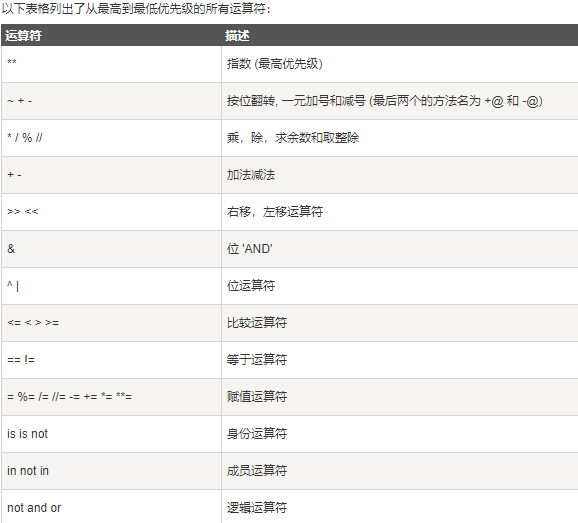 以下表格列出了从最高到最低优先级的所有运算符：
运算符 描述
** 指数 (最高优先级)
~ + - 按位翻转, 一元加号和减号 (最后两个的方法名为 +@ 和 -@)
* / % // 乘，除，求余数和取整除
+ - 加法减法
>> << 右移，左移运算符
& 位 'AND'
^ | 位运算符
<= < > >= 比较运算符
== != 等于运算符
= %= /= //= -= += *= **= 赋值运算符
is is not 身份运算符
in not in 成员运算符
not and or 逻辑运算符